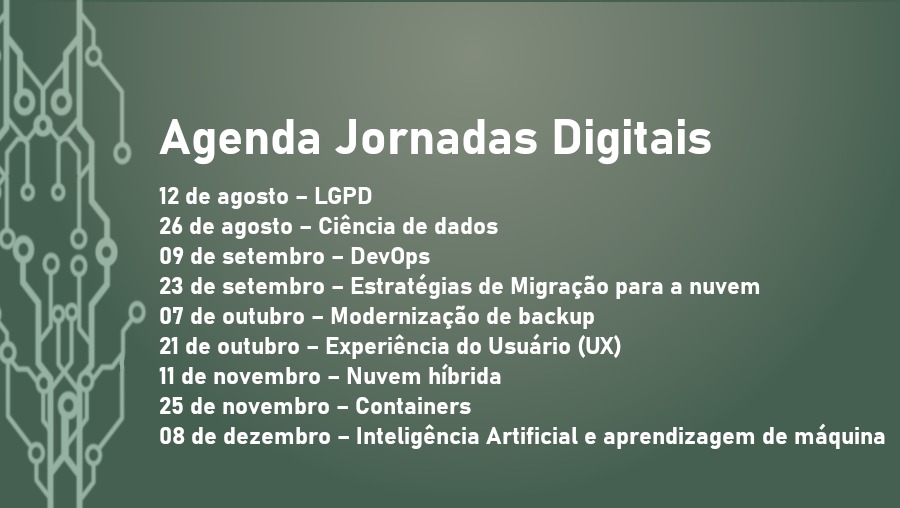 Agenda Jornadas Digitais
12 de agosto – LGPD
26 de agosto – Ciência de dados
09 de setembro – DevOps
23 de setembro – Estratégias de Migração para a nuvem
07 de outubro – Modernização de backup
21 de outubro – Experiência do Usuário (UX)
11 de novembro – Nuvem híbrida
25 de novembro – Containers
08 de dezembro – Inteligência Artificial e aprendizagem de máquina